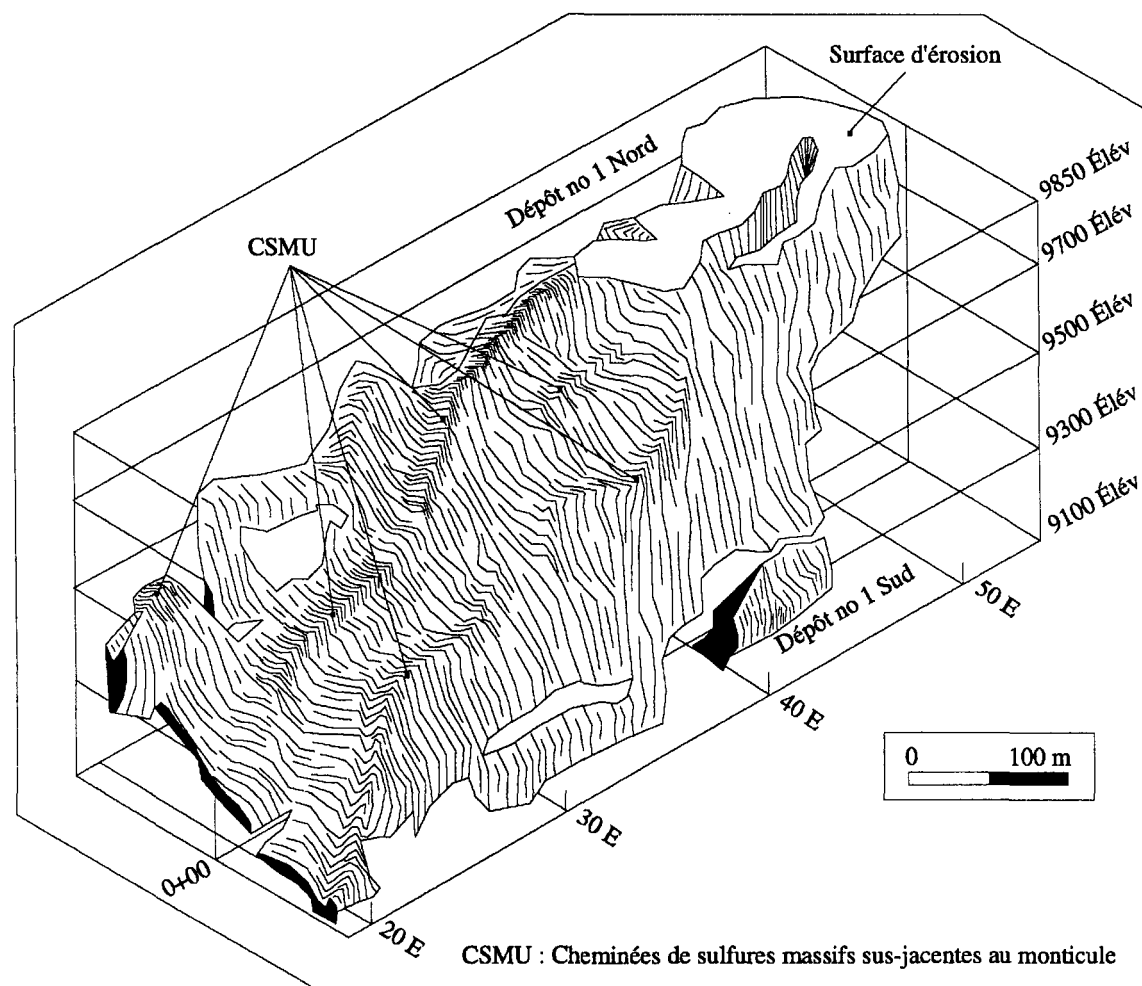 Surface d'érosion
Dépôt no 1 Nord
9850 Élév
9700 Élév
CSMU
9500 Élév
9300 Élév
9100 Élév
50 E
Dépôt no 1 Sud
40 E
0 100 m
30 E
0+00
20 E
CSMU : Cheminées de sulfures massifs sus-jacentes au monticule